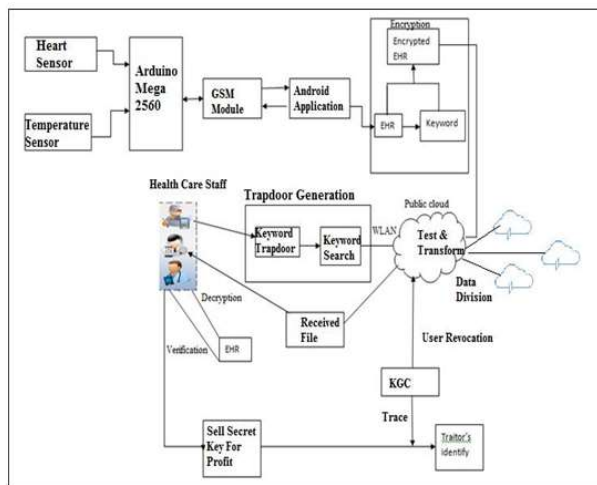 Heart
Sensor
Temperature
Sensor
Arduino
Mega
2560
GSM
Module
Android
Application
Encryption
Encrypted
EHR
EHR
Keyword
Health Care Staff
Trapdoor Generation
Keyword
Trapdoor
Keyword
Search
WLAN
Public cloud
Test &
Transform
Data
Division
Decryption
Verification
EHR
Received
File
User Revocation
KGC
Trace
Sell Secret
Key For
Profit
Traitor's
Identify